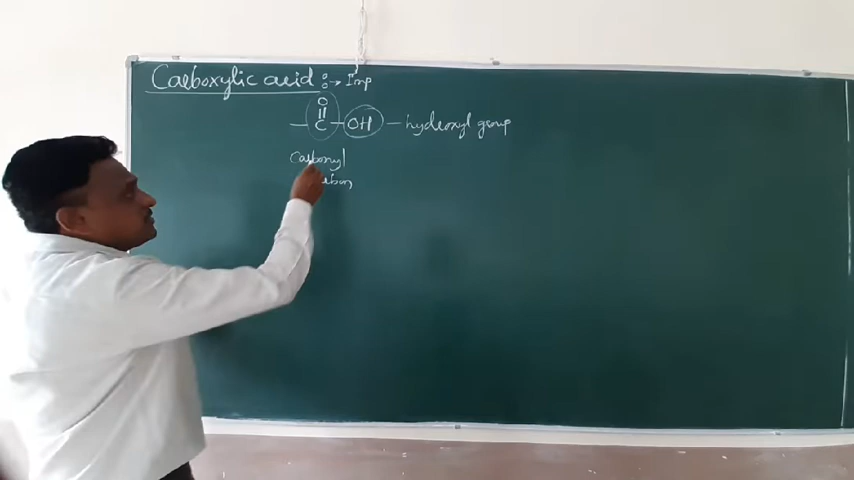 Carboxylic acid :→ Imp
O
||
— C — OH — hydroxyl group
Carbonyl